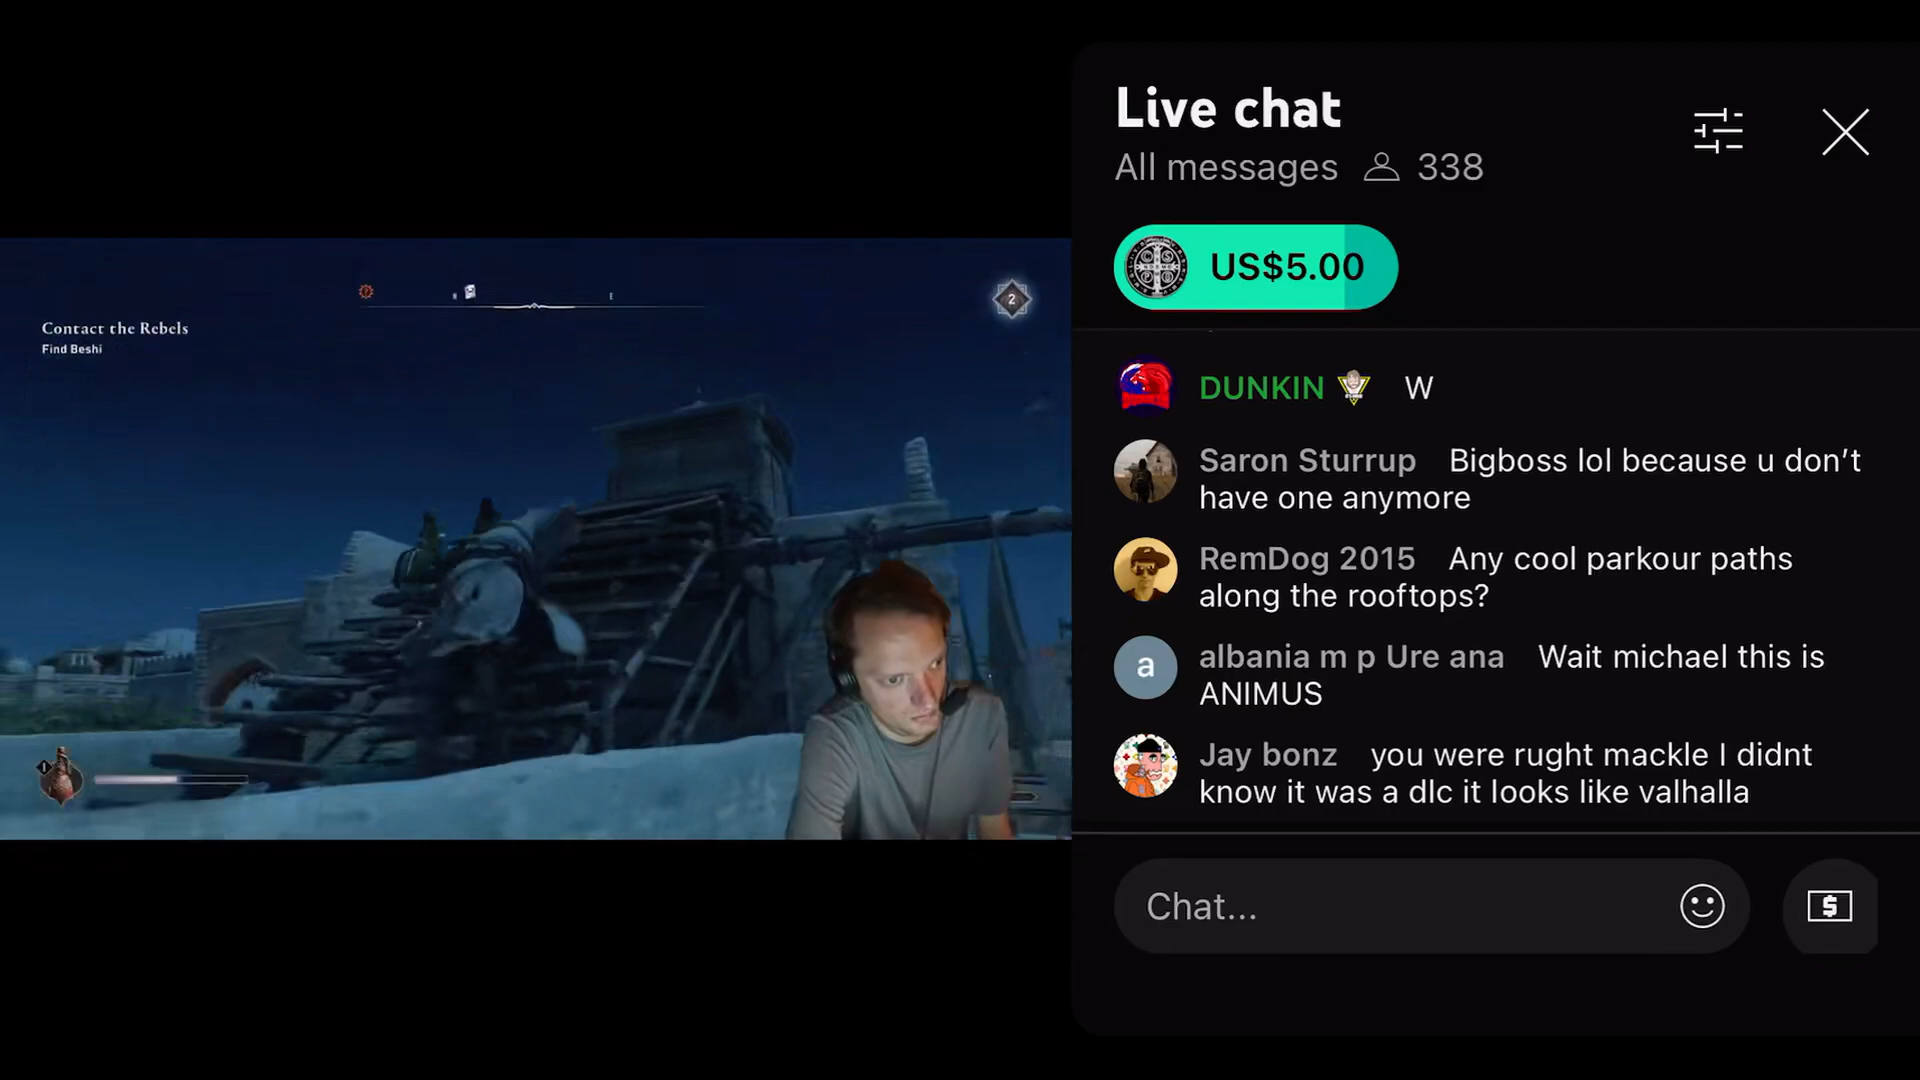 Live chat
All messages 338
US$5.00
2
N
E
Contact the Rebels
Find Beshi
DUNKIN W
Saron Sturrup Bigboss lol because u don’t
have one anymore
RemDog 2015 Any cool parkour paths
along the rooftops?
a
albania m p Ure ana Wait michael this is
ANIMUS
Jay bonz you were rught mackle I didnt
know it was a dlc it looks like valhalla
Chat...